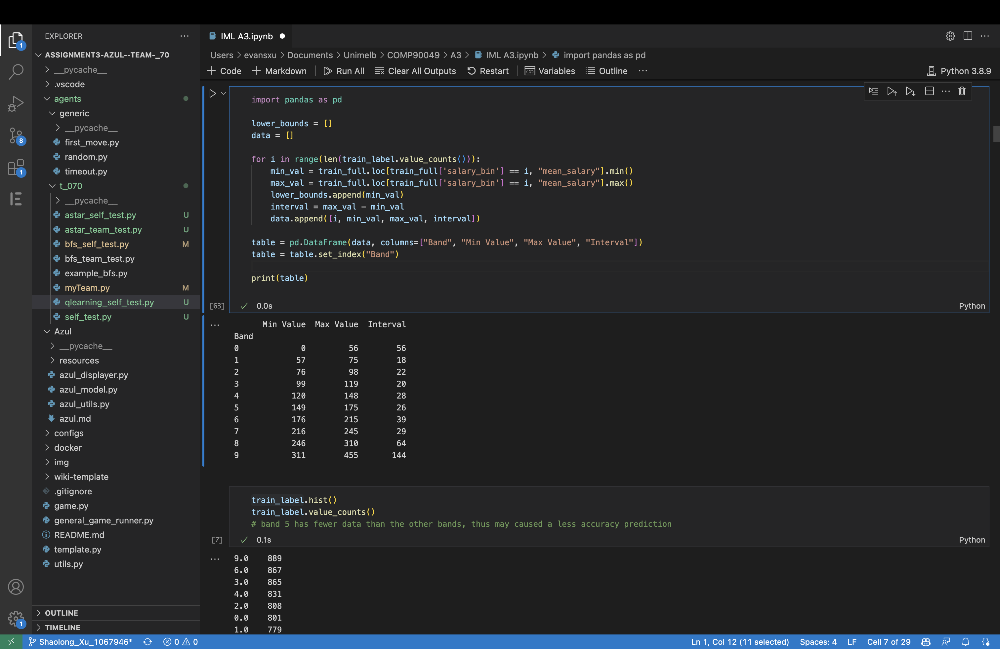 EXPLORER
ASSIGNMENT3-AZUL--TEAM-_70
__pycache__
.vscode
agents
generic
__pycache__
first_move.py
random.py
timeout.py
t_070
__pycache__
astar_self_test.py U
astar_team_test.py U
bfs_self_test.py M
bfs_team_test.py
example_bfs.py
myTeam.py M
qlearning_self_test.py U
self_test.py U
Azul
__pycache__
resources
azul_displayer.py
azul_model.py
azul_utils.py
azul.md
configs
docker
img
wiki-template
.gitignore
game.py
general_game_runner.py
README.md
template.py
utils.py
OUTLINE
TIMELINE
1
8
1
1
IML A3.ipynb
Users > evansxu > Documents > Unimelb > COMP90049 > A3 > IML A3.ipynb > import pandas as pd
+ Code + Markdown Run All Clear All Outputs Restart Variables Outline ··· Python 3.8.9
import pandas as pd
lower_bounds = []
data = []
for i in range(len(train_label.value_counts())):
min_val = train_full.loc[train_full['salary_bin'] == i, "mean_salary"].min()
max_val = train_full.loc[train_full['salary_bin'] == i, "mean_salary"].max()
lower_bounds.append(min_val)
interval = max_val - min_val
data.append([i, min_val, max_val, interval])
table = pd.DataFrame(data, columns=["Band", "Min Value", "Max Value", "Interval"])
table = table.set_index("Band")
print(table)
[63] 0.0s Python
Min Value Max Value Interval
Band
0 0 56 56
1 57 75 18
2 76 98 22
3 99 119 20
4 120 148 28
5 149 175 26
6 176 215 39
7 216 245 29
8 246 310 64
9 311 455 144
train_label.hist()
train_label.value_counts()
# band 5 has fewer data than the other bands, thus may caused a less accuracy prediction
[7] 0.1s Python
9.0 889
6.0 867
3.0 865
4.0 831
2.0 808
0.0 801
1.0 779
Shaolong_Xu_1067946* 0 0 Ln 1, Col 12 (11 selected) Spaces: 4 LF Cell 7 of 29